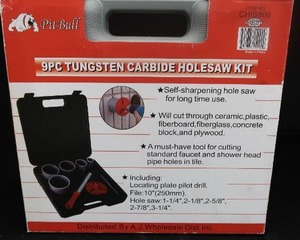 Pit-Bull
CHIS806
9PC TUNGSTEN CARBIDE HOLESAW KIT
★Self-sharpening hole saw
for long time use.
★Will cut through ceramic,plastic,
fiberboard,fiberglass,concrete
block,and plywood.
★A must-have tool for cutting
standard faucet and shower head
pipe holes in tile.
★Including:
Locating plate pilot drill,
File:10"(250mm).
Hole saw:1-1/4",2-1/8",2-5/8",
2-7/8",3-1/4".
Distributed By A.J.Wholesale Dist.Inc